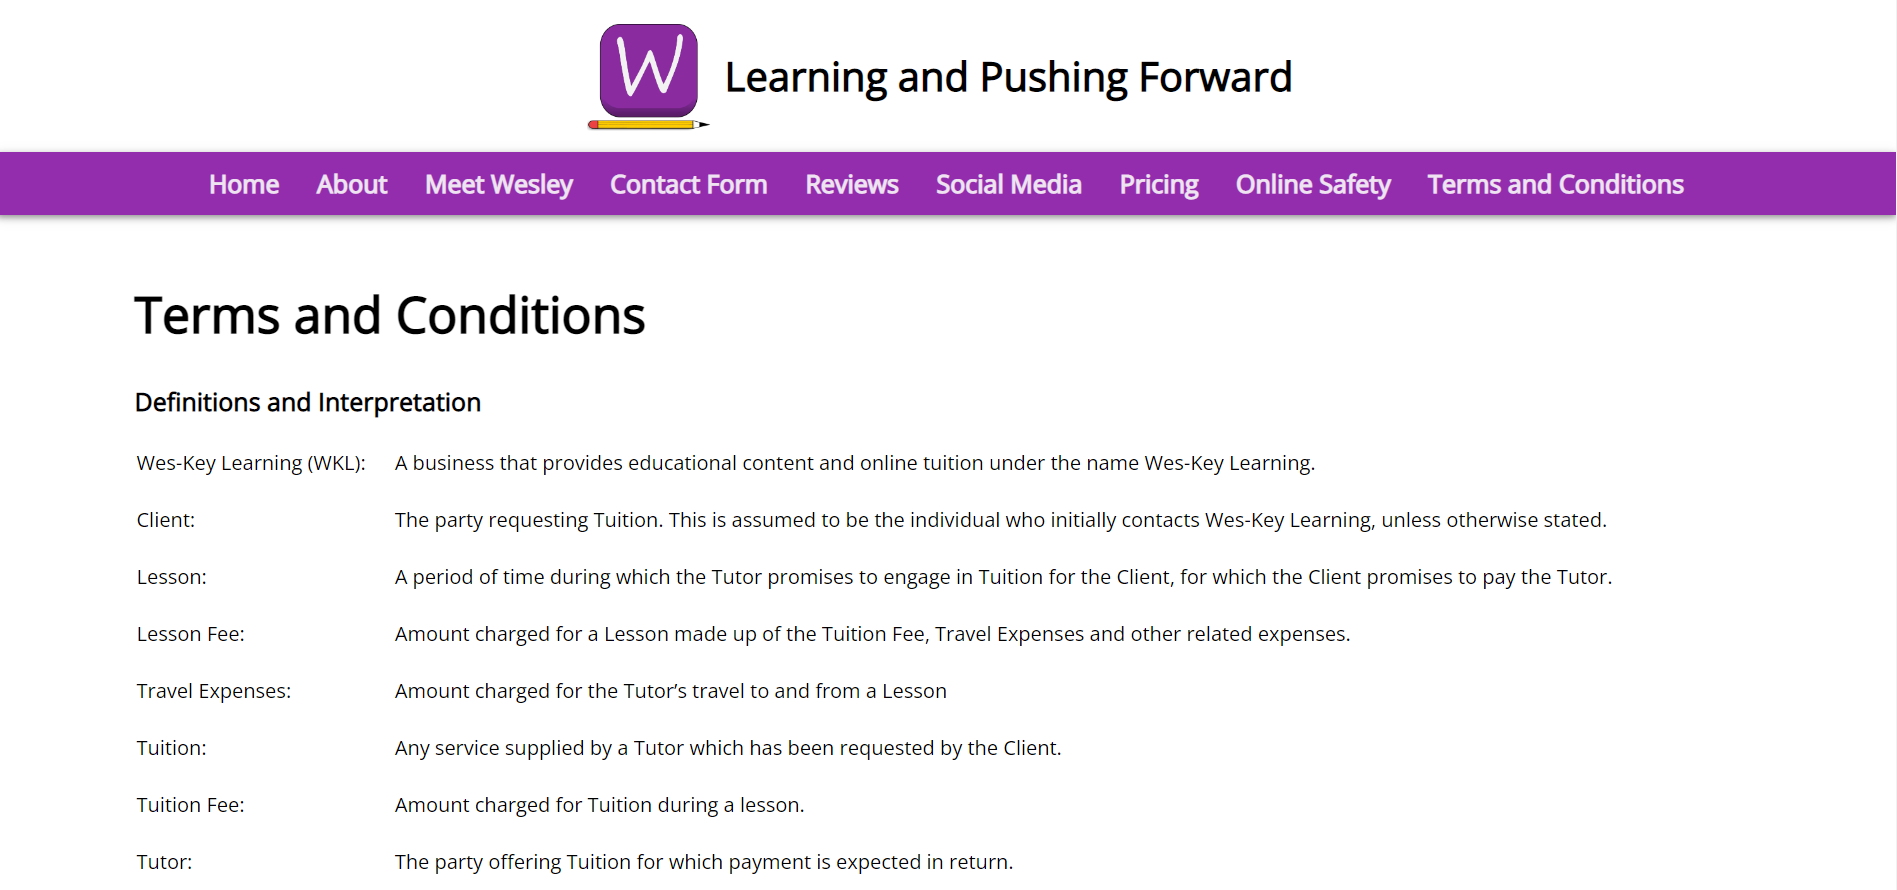 W
Learning and Pushing Forward
Home About Meet Wesley Contact Form Reviews Social Media Pricing Online Safety Terms and Conditions
Terms and Conditions
Definitions and Interpretation
Wes-Key Learning (WKL): A business that provides educational content and online tuition under the name Wes-Key Learning.
Client: The party requesting Tuition. This is assumed to be the individual who initially contacts Wes-Key Learning, unless otherwise stated.
Lesson: A period of time during which the Tutor promises to engage in Tuition for the Client, for which the Client promises to pay the Tutor.
Lesson Fee: Amount charged for a Lesson made up of the Tuition Fee, Travel Expenses and other related expenses.
Travel Expenses: Amount charged for the Tutor’s travel to and from a Lesson
Tuition: Any service supplied by a Tutor which has been requested by the Client.
Tuition Fee: Amount charged for Tuition during a lesson.
Tutor: The party offering Tuition for which payment is expected in return.